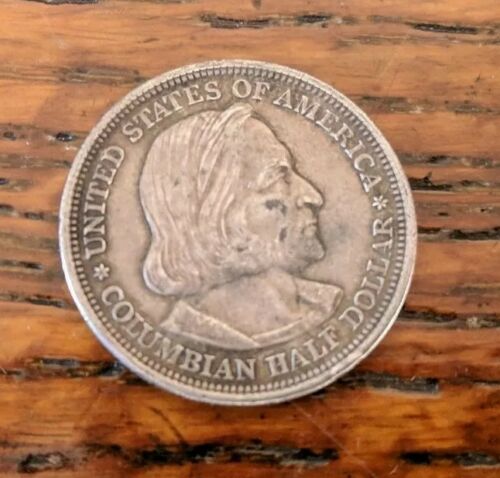 UNITED STATES OF AMERICA
* COLUMBIAN HALF DOLLAR *